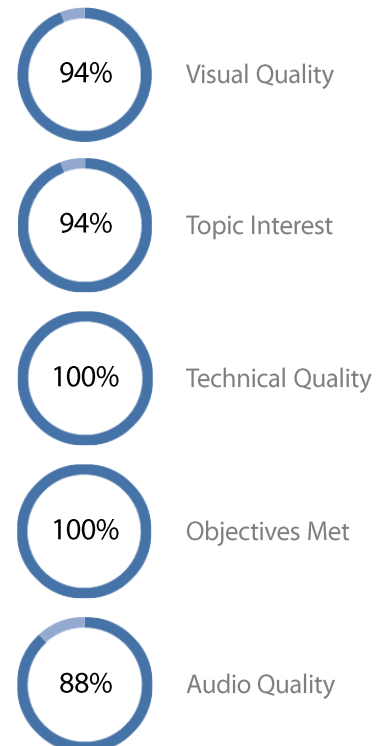 94% Visual Quality
94% Topic Interest
100% Technical Quality
100% Objectives Met
88% Audio Quality